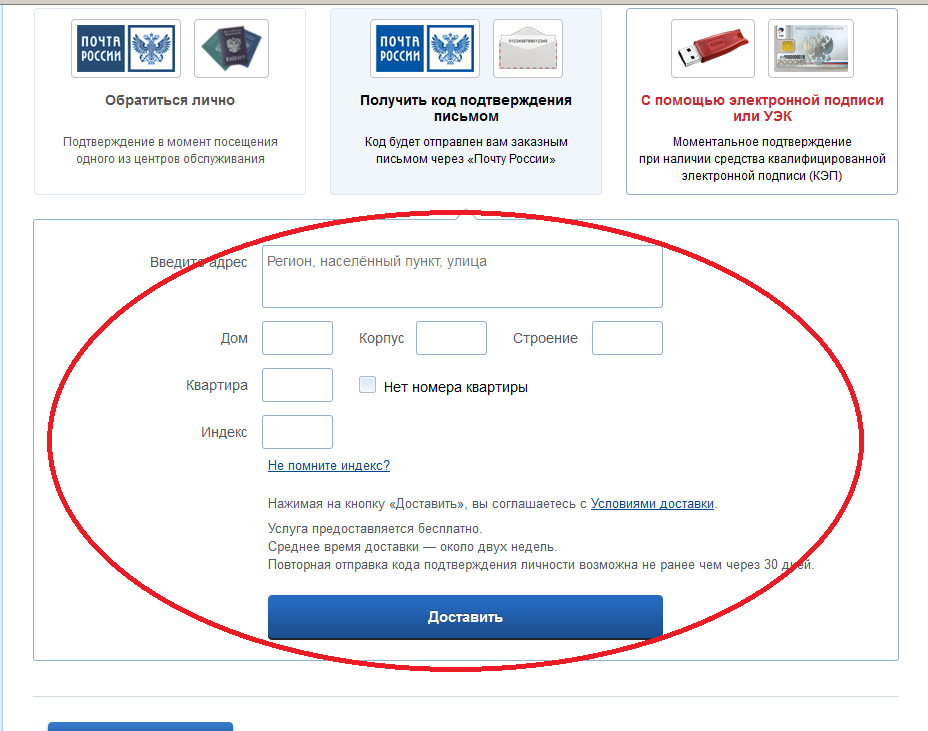 ПОЧТА
РОССИИ
ПАСПОРТ
Обратиться лично
Подтверждение в момент посещения
одного из центров обслуживания
ПОЧТА
РОССИИ
Получить код подтверждения
письмом
Код будет отправлен вам заказным
письмом через «Почту России»
С помощью электронной подписи
или УЭК
Моментальное подтверждение
при наличии средства квалифицированной
электронной подписи (КЭП)
Введите адрес
Регион, населённый пункт, улица
Дом
Корпус
Строение
Квартира
Нет номера квартиры
Индекс
Не помните индекс?
Нажимая на кнопку «Доставить», вы соглашаетесь с Условиями доставки.
Услуга предоставляется бесплатно.
Среднее время доставки — около двух недель.
Повторная отправка кода подтверждения личности возможна не ранее чем через 30 дней.
Доставить